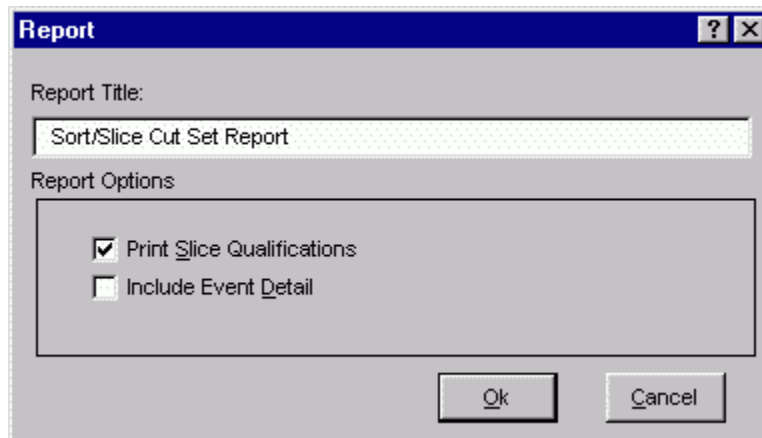 Report
Report Title:
Sort/Slice Cut Set Report
Report Options
Print Slice Qualifications
Include Event Detail
Ok
Cancel